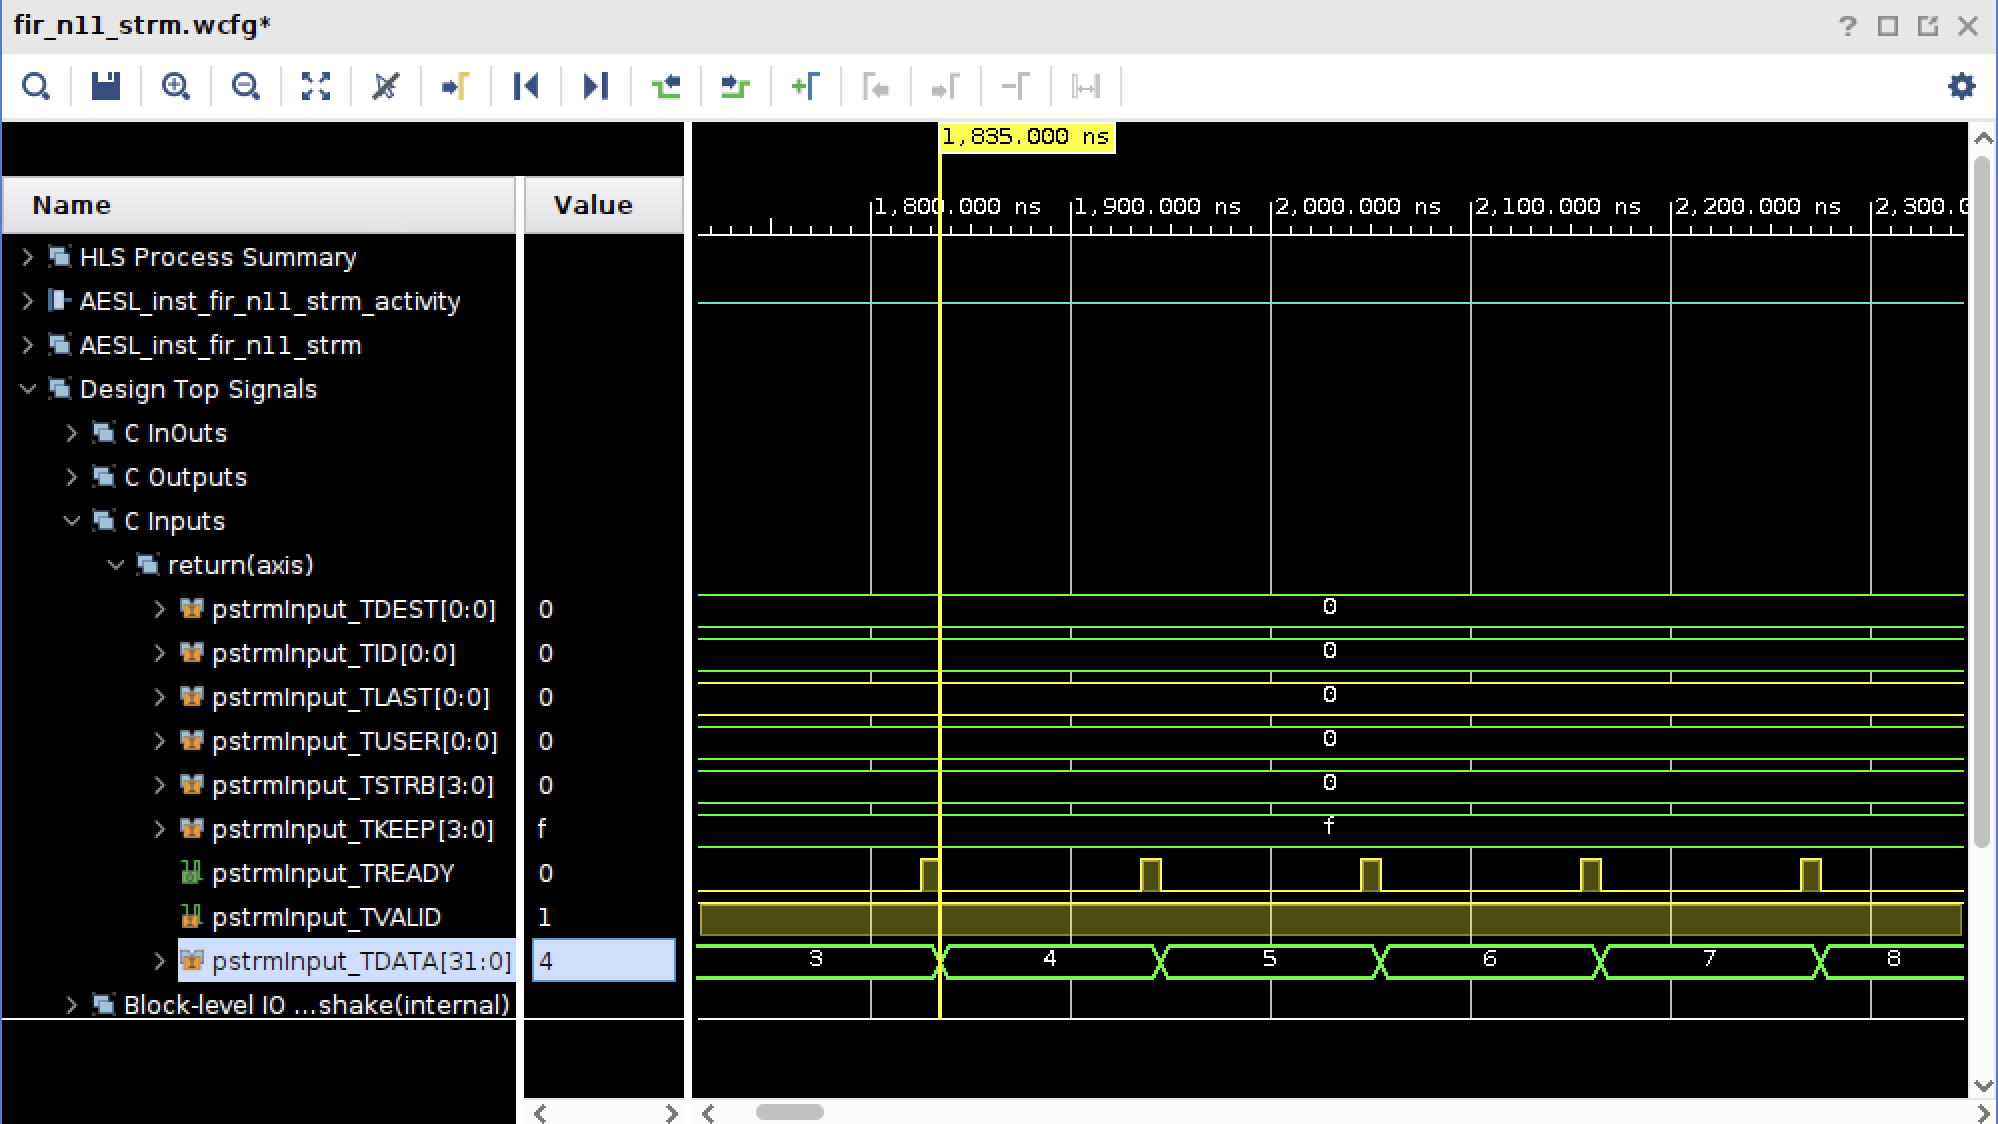 fir_n11_strm.wcfg*
1,835.000 ns
Name Value 1,800.000 ns 1,900.000 ns 2,000.000 ns 2,100.000 ns 2,200.000 ns 2,300.0
HLS Process Summary
AESL_inst_fir_n11_strm_activity
AESL_inst_fir_n11_strm
Design Top Signals
C InOuts
C Outputs
C Inputs
return(axis)
pstrmInput_TDEST[0:0] 0 0
pstrmInput_TID[0:0] 0 0
pstrmInput_TLAST[0:0] 0 0
pstrmInput_TUSER[0:0] 0 0
pstrmInput_TSTRB[3:0] 0 0
pstrmInput_TKEEP[3:0] f f
pstrmInput_TREADY 0
pstrmInput_TVALID 1
pstrmInput_TDATA[31:0] 4 3 4 5 6 7 8
Block-level IO ...shake(internal)